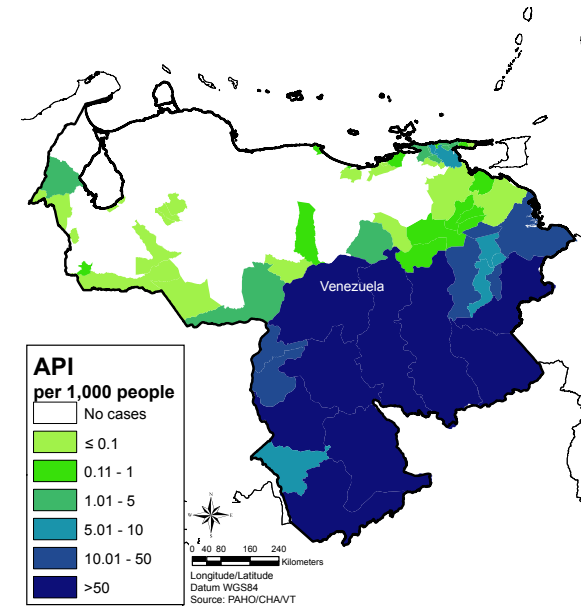 Venezuela
API
per 1,000 people
No cases
≤ 0.1
0.11 - 1
1.01 - 5
5.01 - 10
10.01 - 50
>50
N
W
E
S
0 40 80 160 240
Kilometers
Longitude/Latitude
Datum WGS84
Source: PAHO/CHA/VT